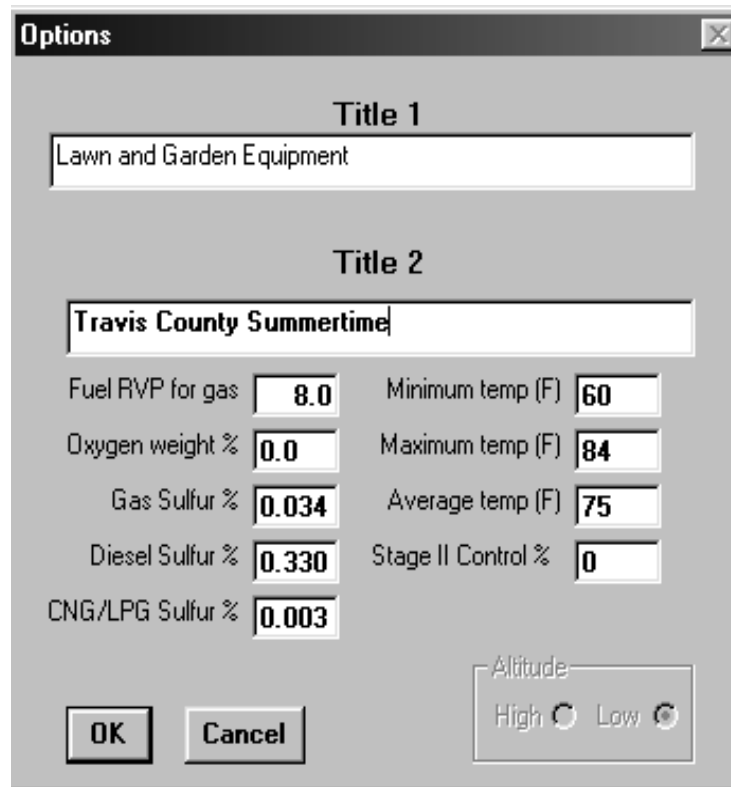 Options
Title 1
Lawn and Garden Equipment
Title 2
Travis County Summertime
Fuel RVP for gas 8.0 Minimum temp (F) 60
Oxygen weight % 0.0 Maximum temp (F) 84
Gas Sulfur % 0.034 Average temp (F) 75
Diesel Sulfur % 0.330 Stage II Control % 0
CNG/LPG Sulfur % 0.003
Altitude
High Low
OK Cancel